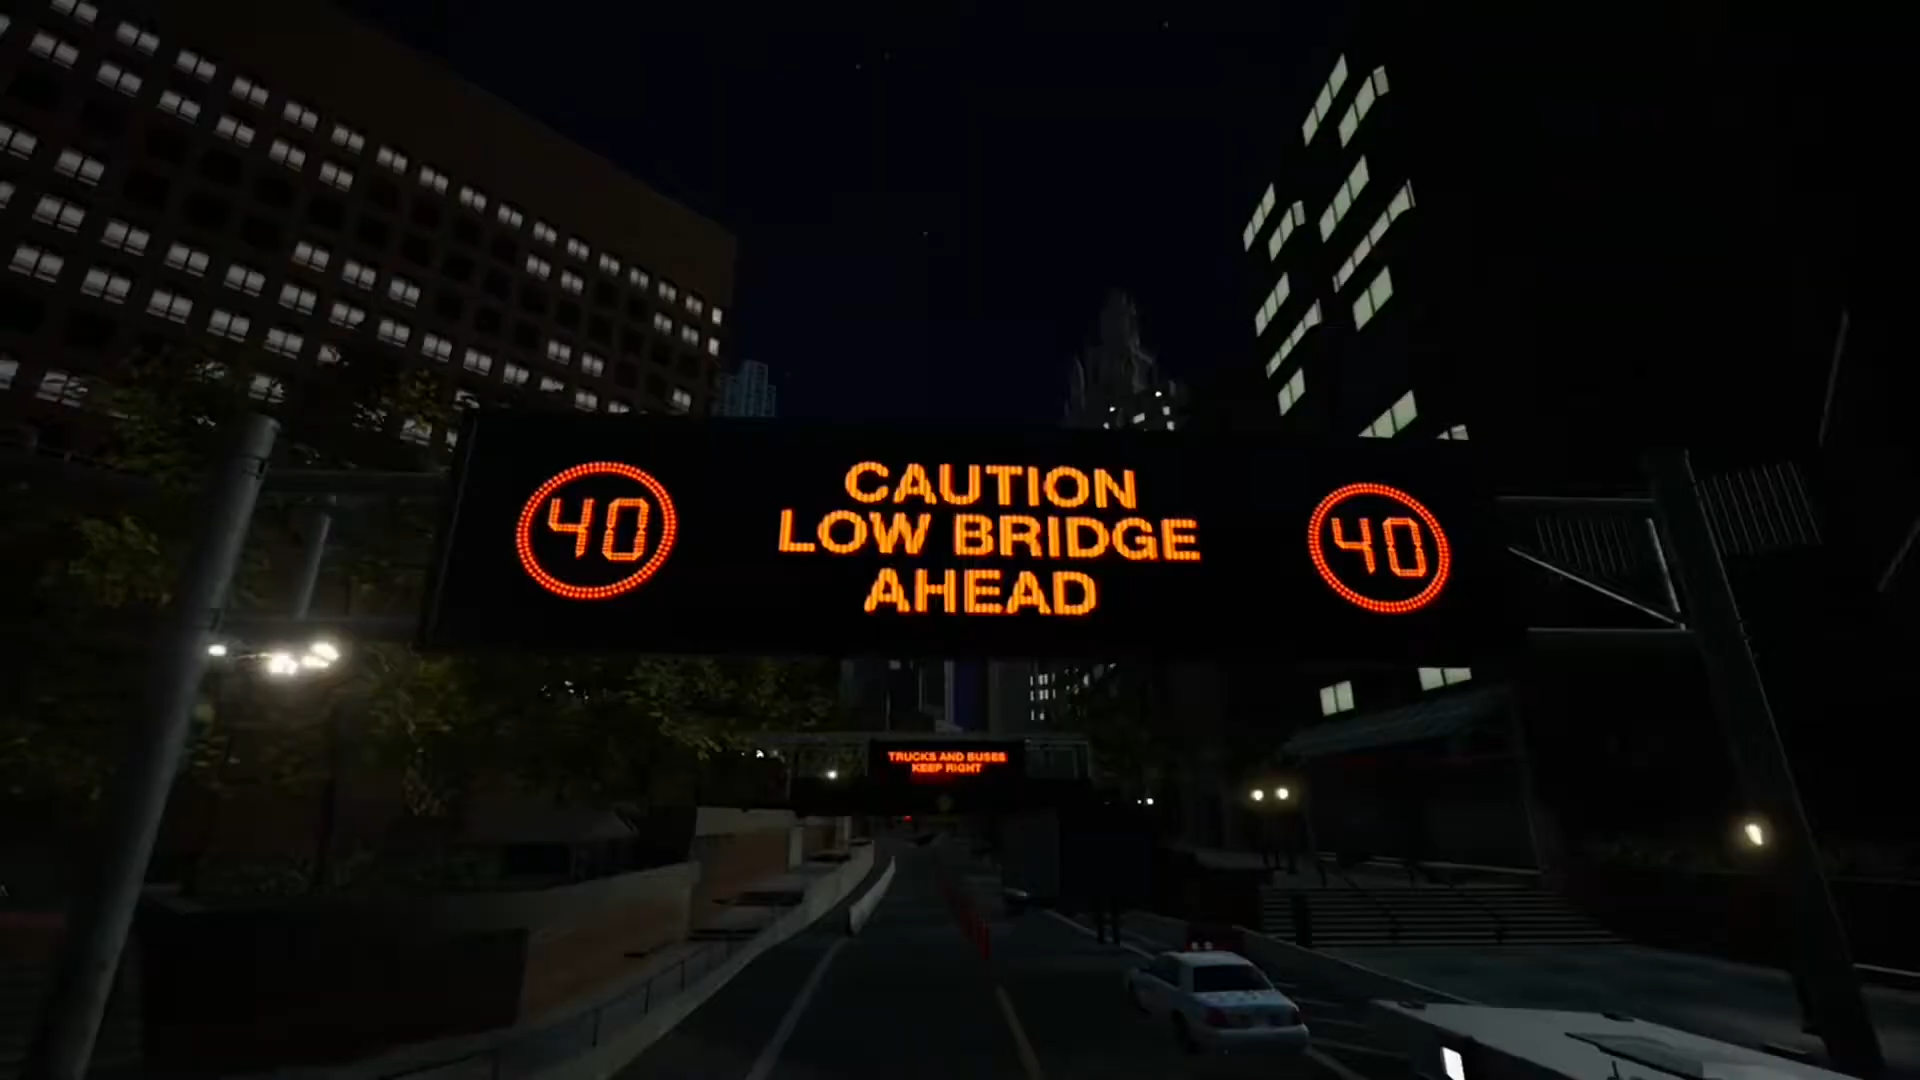 40
CAUTION
LOW BRIDGE
AHEAD
40
TRUCKS AND BUSES
KEEP RIGHT